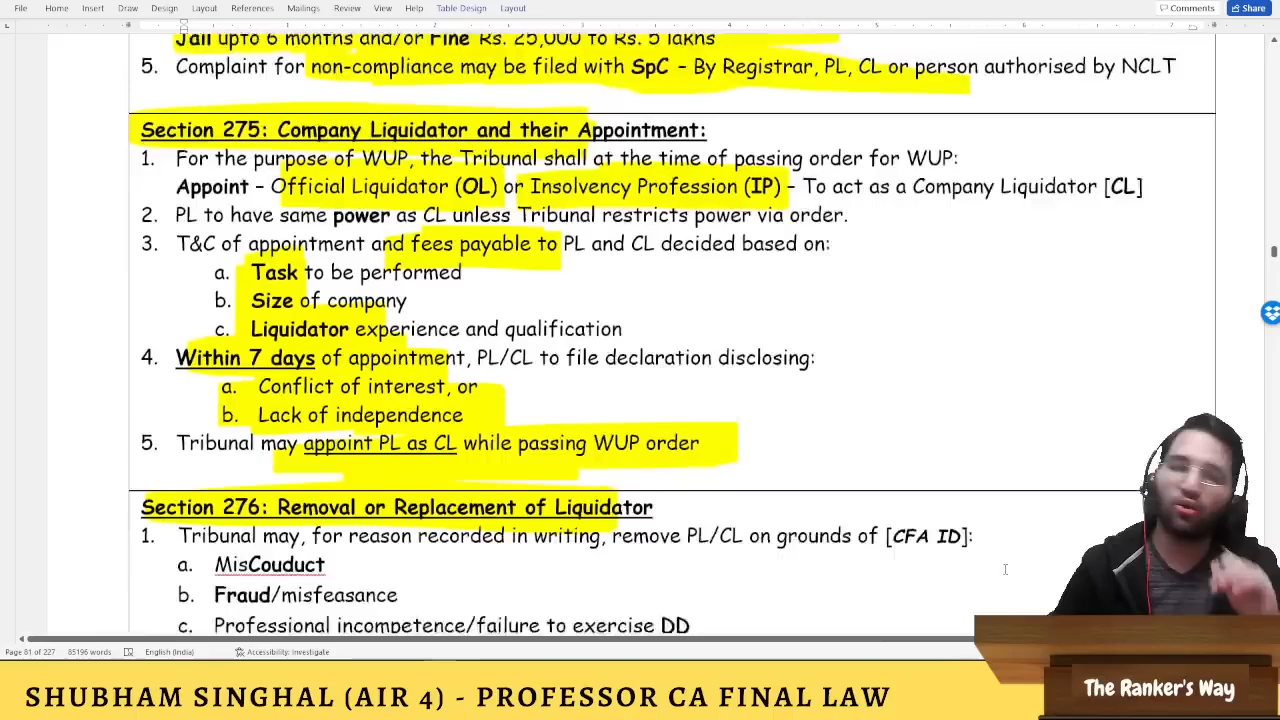 File Home Insert Draw Design Layout References Mailings Review View Help Table Design Layout Comments Share
Jail upto 6 months and/or Fine Rs. 25,000 to Rs. 5 lakhs
5. Complaint for non-compliance may be filed with SpC – By Registrar, PL, CL or person authorised by NCLT
Section 275: Company Liquidator and their Appointment:
1. For the purpose of WUP, the Tribunal shall at the time of passing order for WUP:
Appoint – Official Liquidator (OL) or Insolvency Profession (IP) – To act as a Company Liquidator [CL]
2. PL to have same power as CL unless Tribunal restricts power via order.
3. T&C of appointment and fees payable to PL and CL decided based on:
a. Task to be performed
b. Size of company
c. Liquidator experience and qualification
4. Within 7 days of appointment, PL/CL to file declaration disclosing:
a. Conflict of interest, or
b. Lack of independence
5. Tribunal may appoint PL as CL while passing WUP order
Section 276: Removal or Replacement of Liquidator
1. Tribunal may, for reason recorded in writing, remove PL/CL on grounds of [CFA ID]:
a. MisCouduct
b. Fraud/misfeasance
c. Professional incompetence/failure to exercise DD
Page 81 of 227 85196 words English (India) Accessibility: Investigate
SHUBHAM SINGHAL (AIR 4) - PROFESSOR CA FINAL LAW
The Ranker's Way